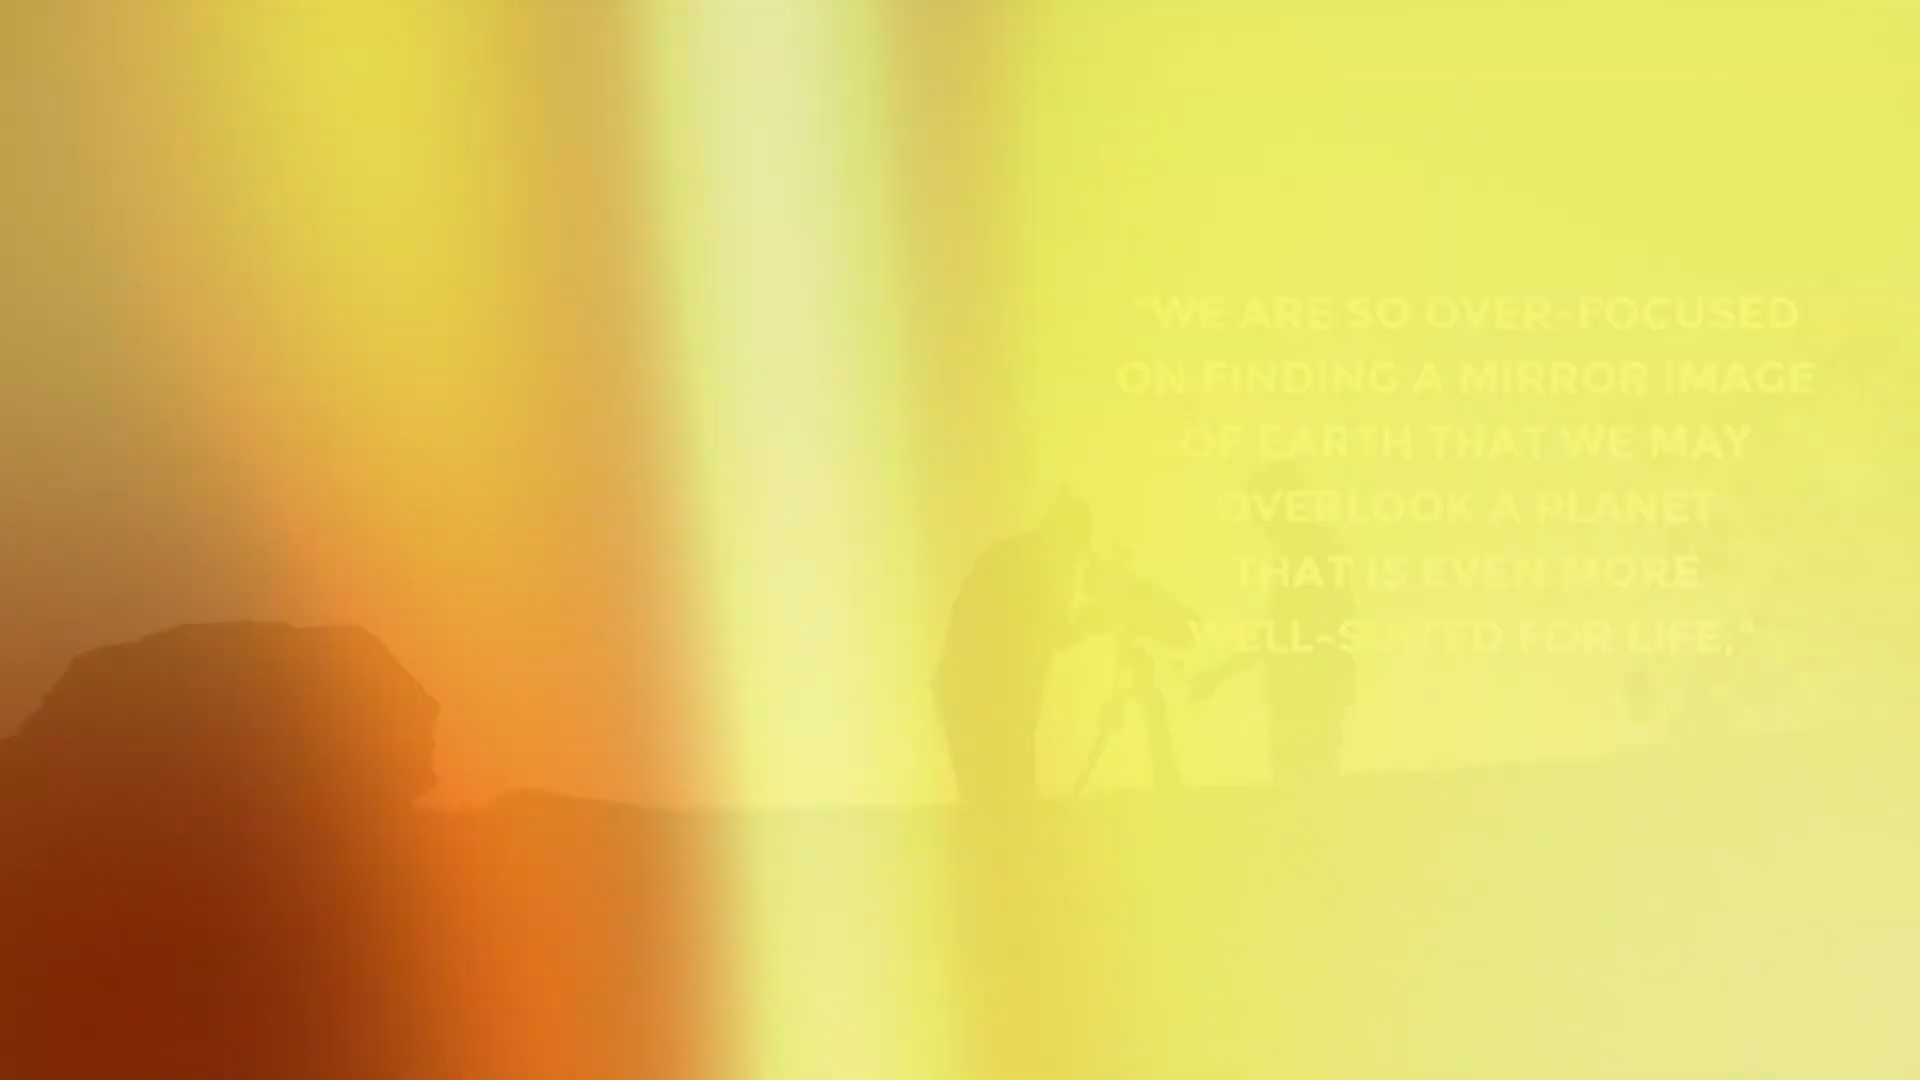 "WE ARE SO OVER-FOCUSED
ON FINDING A MIRROR IMAGE
OF EARTH THAT WE MAY
OVERLOOK A PLANET
THAT IS EVEN MORE
WELL-SUITED FOR LIFE,"